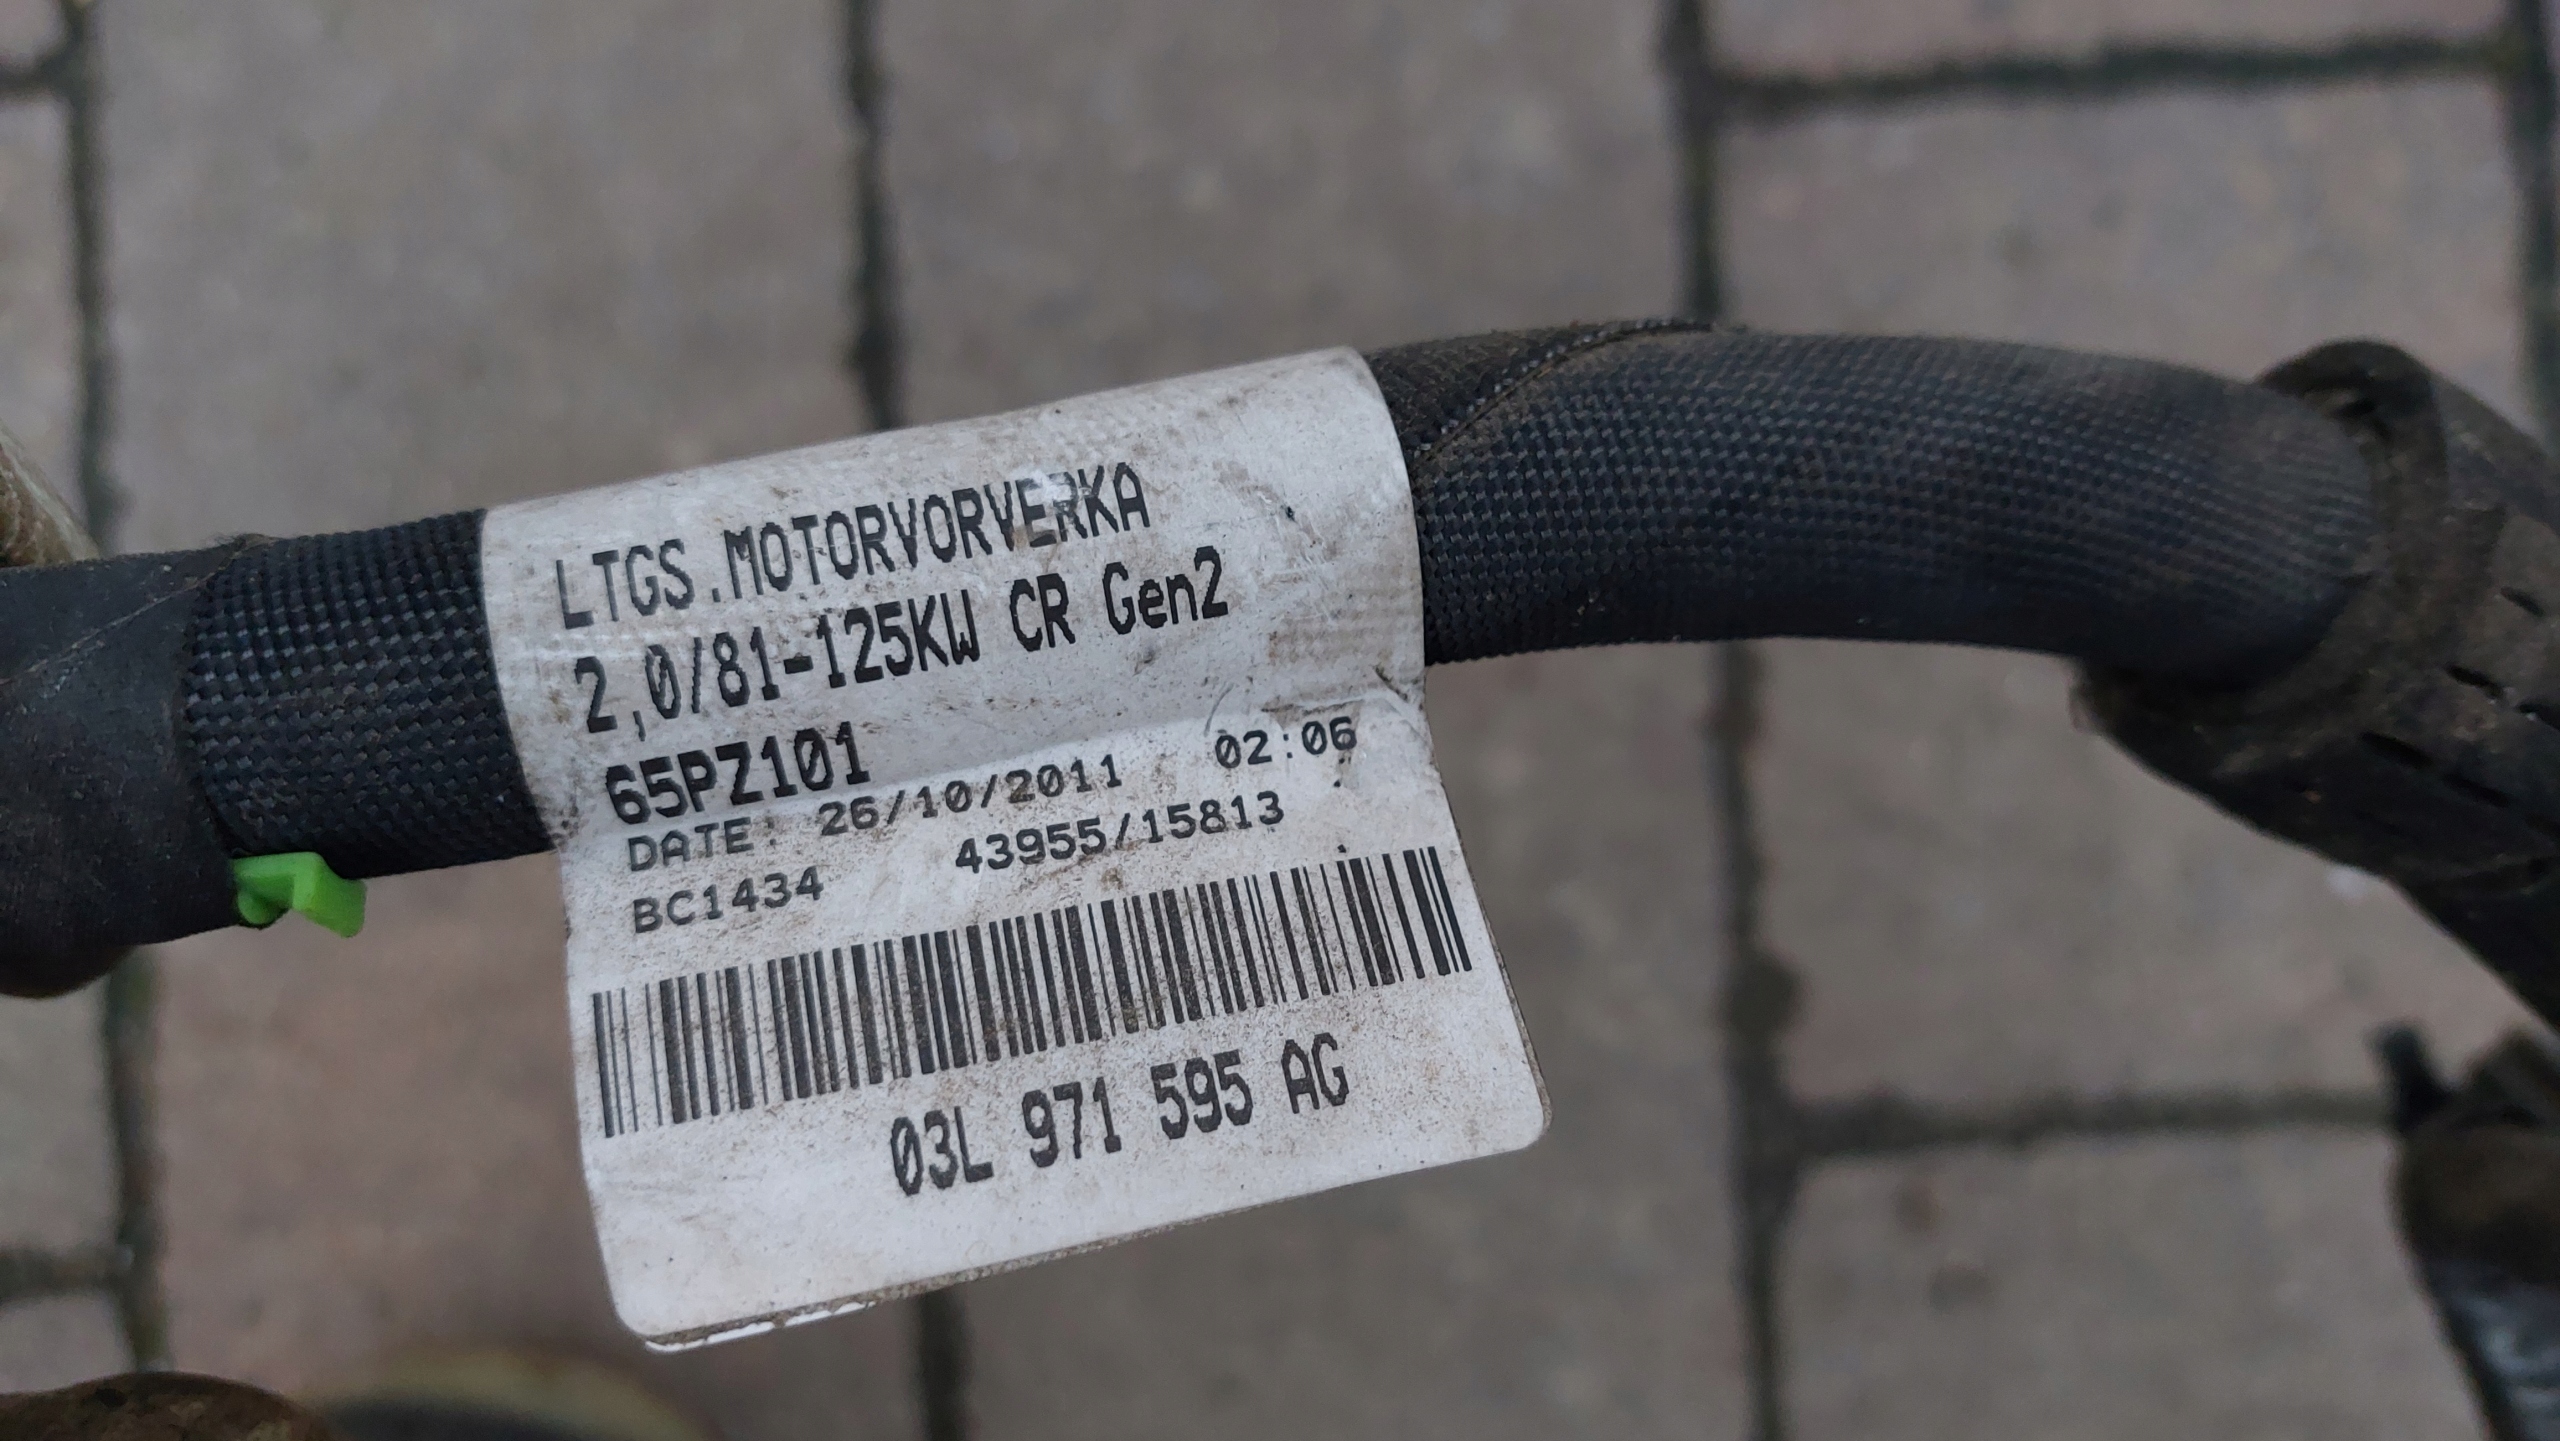 LTGS.MOTORVORVERKA
2,0/81-125KW CR Gen2
65PZ101
DATE: 26/10/2011 02:06
BC1434 43955/15813
03L 971 595 AG